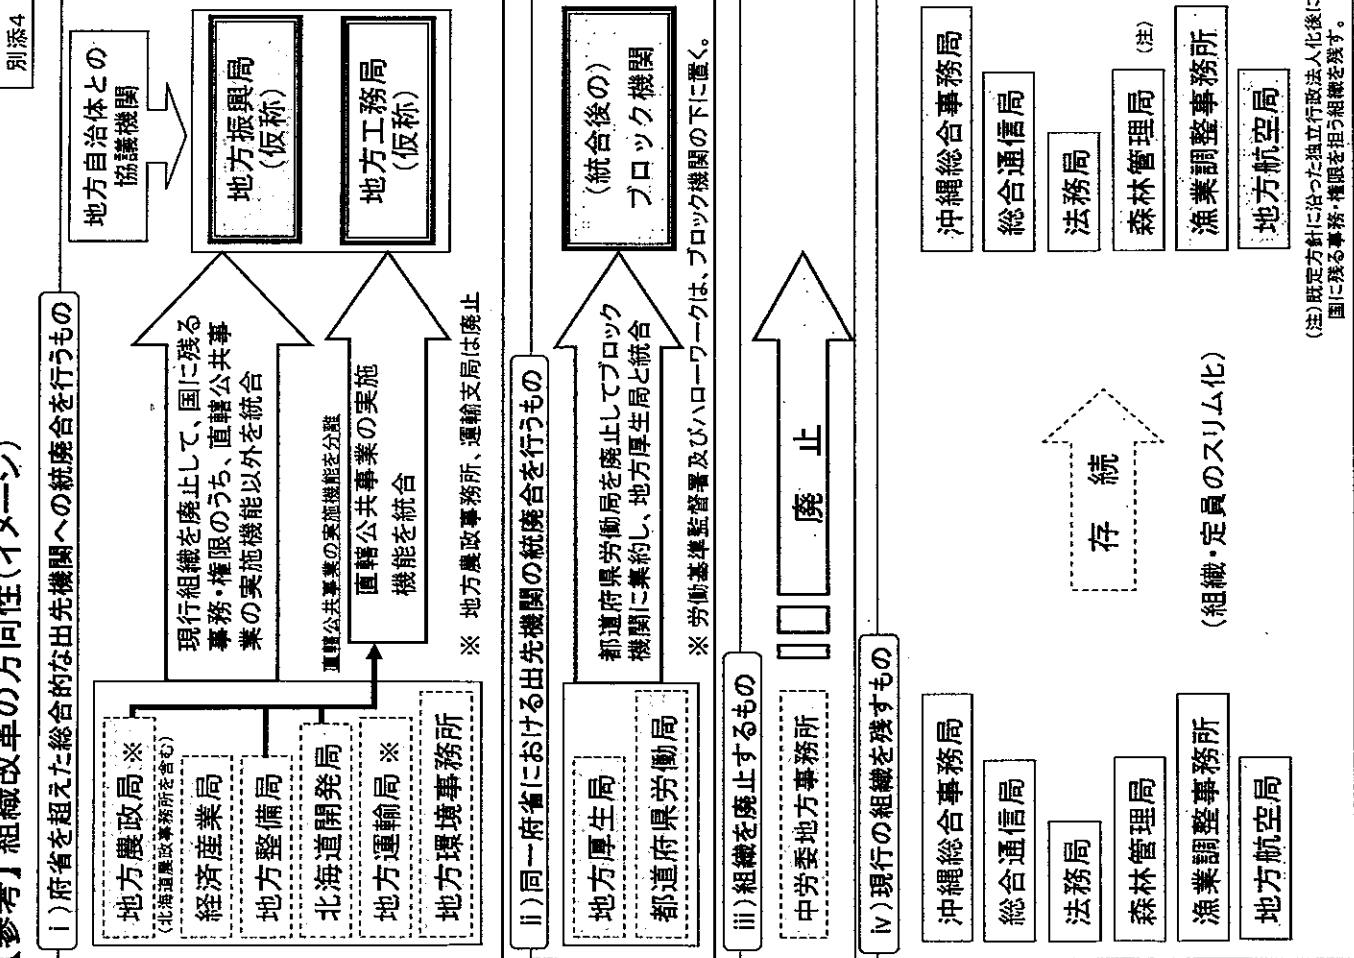 別添4
参考】組織改革の方向性(イメージ)
ⅰ)府省を超えた総合的な出先機関への統廃合を行うもの
地方農政局※
(北海道農政事務所を含む)
経済産業局
地方整備局
北海道開発局
地方運輸局※
地方環境事務所
現行組織を廃止して、国に残る
事務・権限のうち、直轄公共事
業の実施機能以外を統合
直轄公共事業の実施機能を分離
直轄公共事業の実施
機能を統合
※ 地方農政事務所、運輸支局は廃止
地方自治体との
協議機関
地方振興局
(仮称)
地方工務局
(仮称)
ⅱ)同一府省における出先機関の統廃合を行うもの
地方厚生局
都道府県労働局
都道府県労働局を廃止してブロック
機関に集約し、地方厚生局と統合
(統合後の)
ブロック機関
※ 労働基準監督署及びハローワークは、ブロック機関の下に置く。
ⅲ)組織を廃止するもの
中労委地方事務所
廃 止
ⅳ)現行の組織を残すもの
沖縄総合事務局
総合通信局
法務局
森林管理局
漁業調整事務所
地方航空局
存 続
(組織・定員のスリム化)
沖縄総合事務局
総合通信局
法務局
森林管理局
(注)
漁業調整事務所
地方航空局
(注)既定方針に沿った独立行政法人化後に
国に残る事務・権限を担う組織を残す。